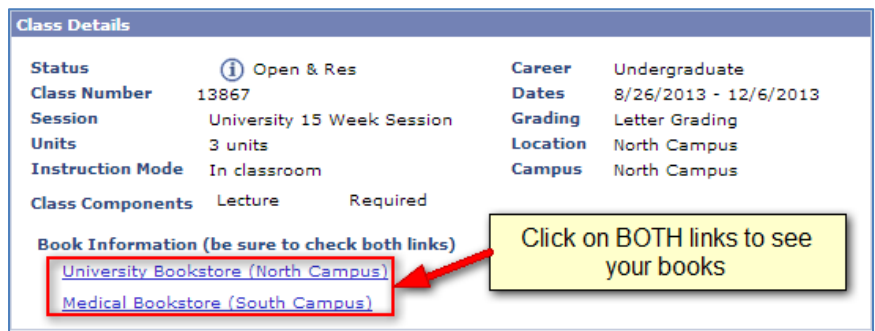 Class Details
Status Open & Res Career Undergraduate
Class Number 13867 Dates 8/26/2013 - 12/6/2013
Session University 15 Week Session Grading Letter Grading
Units 3 units Location North Campus
Instruction Mode In classroom Campus North Campus
Class Components Lecture Required
Book Information (be sure to check both links)
University Bookstore (North Campus)
Medical Bookstore (South Campus)
Click on BOTH links to see
your books